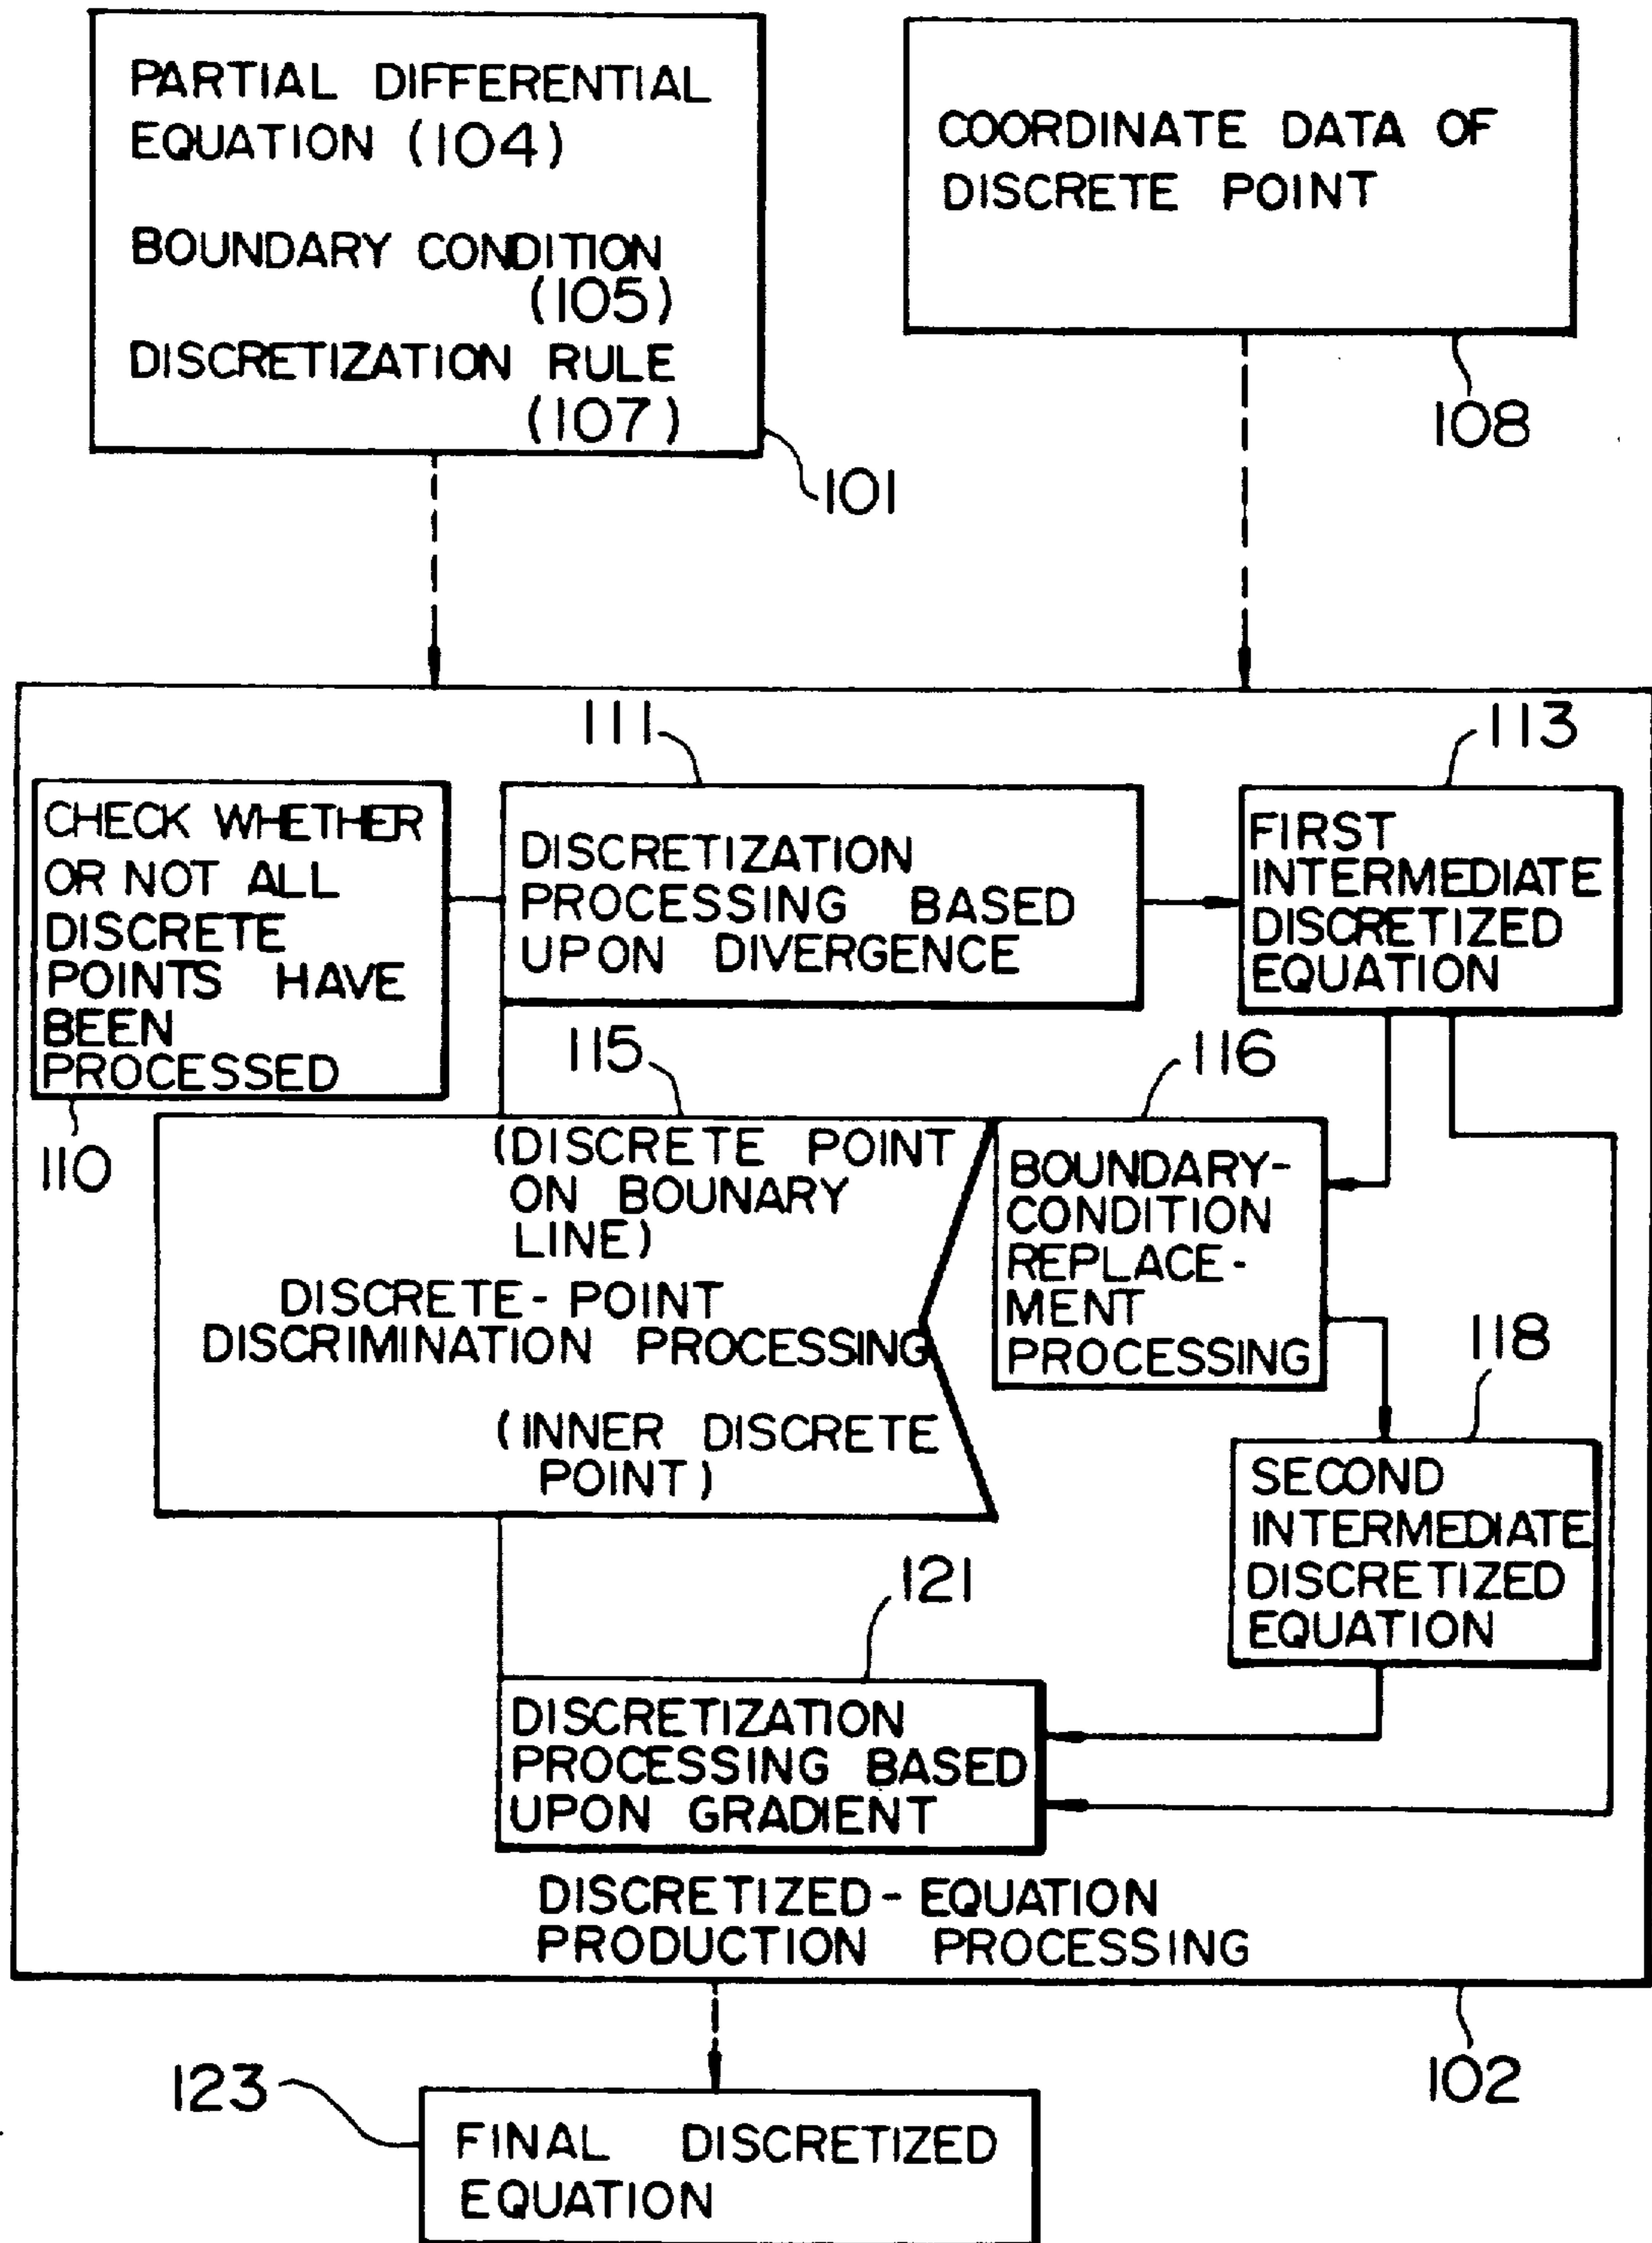 PARTIAL DIFFERENTIAL
EQUATION (104)
BOUNDARY CONDITION
(105)
DISCRETIZATION RULE
(107)
101
COORDINATE DATA OF
DISCRETE POINT
108
111
113
CHECK WHETHER
OR NOT ALL
DISCRETE
POINTS HAVE
BEEN
PROCESSED
110
DISCRETIZATION
PROCESSING BASED
UPON DIVERGENCE
FIRST
INTERMEDIATE
DISCRETIZED
EQUATION
115
116
(DISCRETE POINT
ON BOUNARY
LINE)
DISCRETE-POINT
DISCRIMINATION PROCESSING
(INNER DISCRETE
POINT)
BOUNDARY-
CONDITION
REPLACE-
MENT
PROCESSING
118
SECOND
INTERMEDIATE
DISCRETIZED
EQUATION
121
DISCRETIZATION
PROCESSING BASED
UPON GRADIENT
DISCRETIZED-EQUATION
PRODUCTION PROCESSING
102
123
FINAL DISCRETIZED
EQUATION